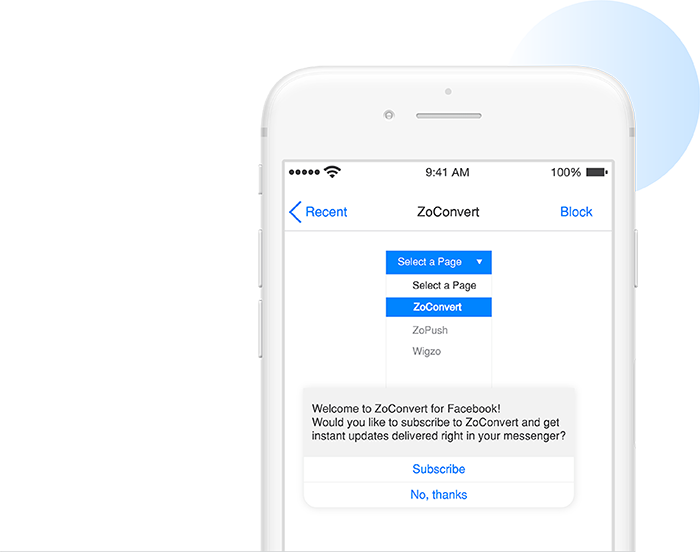 9:41 AM
100%
Recent
ZoConvert
Block
Select a Page
Select a Page
ZoConvert
ZoPush
Wigzo
Welcome to ZoConvert for Facebook!
Would you like to subscribe to ZoConvert and get
instant updates delivered right in your messenger?
Subscribe
No, thanks